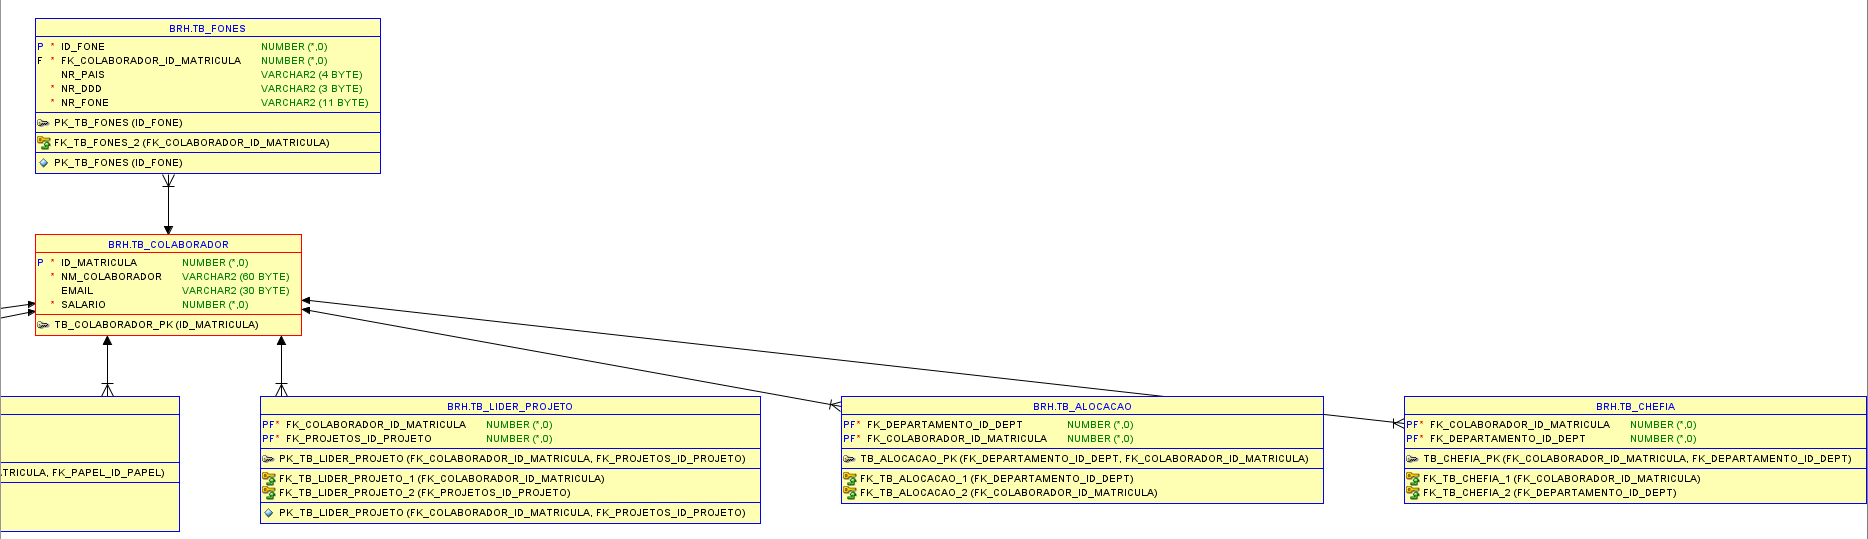 BRH.TB_FONES
P * ID_FONE NUMBER (*,0)
F * FK_COLABORADOR_ID_MATRICULA NUMBER (*,0)
NR_PAIS VARCHAR2 (4 BYTE)
* NR_DDD VARCHAR2 (3 BYTE)
* NR_FONE VARCHAR2 (11 BYTE)
PK_TB_FONES (ID_FONE)
FK_TB_FONES_2 (FK_COLABORADOR_ID_MATRICULA)
PK_TB_FONES (ID_FONE)
BRH.TB_COLABORADOR
P * ID_MATRICULA NUMBER (*,0)
* NM_COLABORADOR VARCHAR2 (60 BYTE)
EMAIL VARCHAR2 (30 BYTE)
* SALARIO NUMBER (*,0)
TB_COLABORADOR_PK (ID_MATRICULA)
TRICULA, FK_PAPEL_ID_PAPEL)
BRH.TB_LIDER_PROJETO
PF* FK_COLABORADOR_ID_MATRICULA NUMBER (*,0)
PF* FK_PROJETOS_ID_PROJETO NUMBER (*,0)
PK_TB_LIDER_PROJETO (FK_COLABORADOR_ID_MATRICULA, FK_PROJETOS_ID_PROJETO)
FK_TB_LIDER_PROJETO_1 (FK_COLABORADOR_ID_MATRICULA)
FK_TB_LIDER_PROJETO_2 (FK_PROJETOS_ID_PROJETO)
PK_TB_LIDER_PROJETO (FK_COLABORADOR_ID_MATRICULA, FK_PROJETOS_ID_PROJETO)
BRH.TB_ALOCACAO
PF* FK_DEPARTAMENTO_ID_DEPT NUMBER (*,0)
PF* FK_COLABORADOR_ID_MATRICULA NUMBER (*,0)
TB_ALOCACAO_PK (FK_DEPARTAMENTO_ID_DEPT, FK_COLABORADOR_ID_MATRICULA)
FK_TB_ALOCACAO_1 (FK_DEPARTAMENTO_ID_DEPT)
FK_TB_ALOCACAO_2 (FK_COLABORADOR_ID_MATRICULA)
BRH.TB_CHEFIA
PF* FK_COLABORADOR_ID_MATRICULA NUMBER (*,0)
PF* FK_DEPARTAMENTO_ID_DEPT NUMBER (*,0)
TB_CHEFIA_PK (FK_COLABORADOR_ID_MATRICULA, FK_DEPARTAMENTO_ID_DEPT)
FK_TB_CHEFIA_1 (FK_COLABORADOR_ID_MATRICULA)
FK_TB_CHEFIA_2 (FK_DEPARTAMENTO_ID_DEPT)